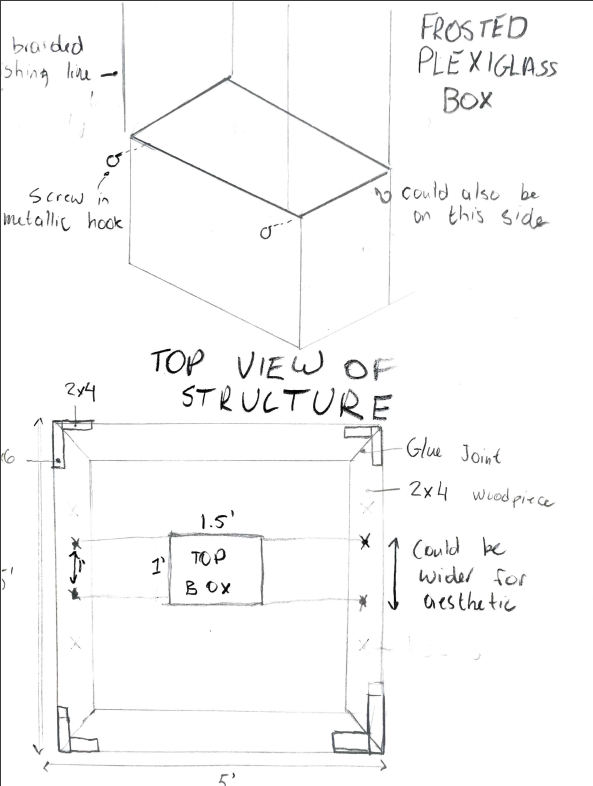 FROSTED
PLEXIGLASS
BOX
braided
shing line
screw in
metallic hook
could also be
on this side
TOP VIEW OF
STRUCTURE
2x4
Glue Joint
2x4 woodpiece
1.5'
1'
TOP
BOX
1'
Could be
wider for
aesthetic
5'
5'